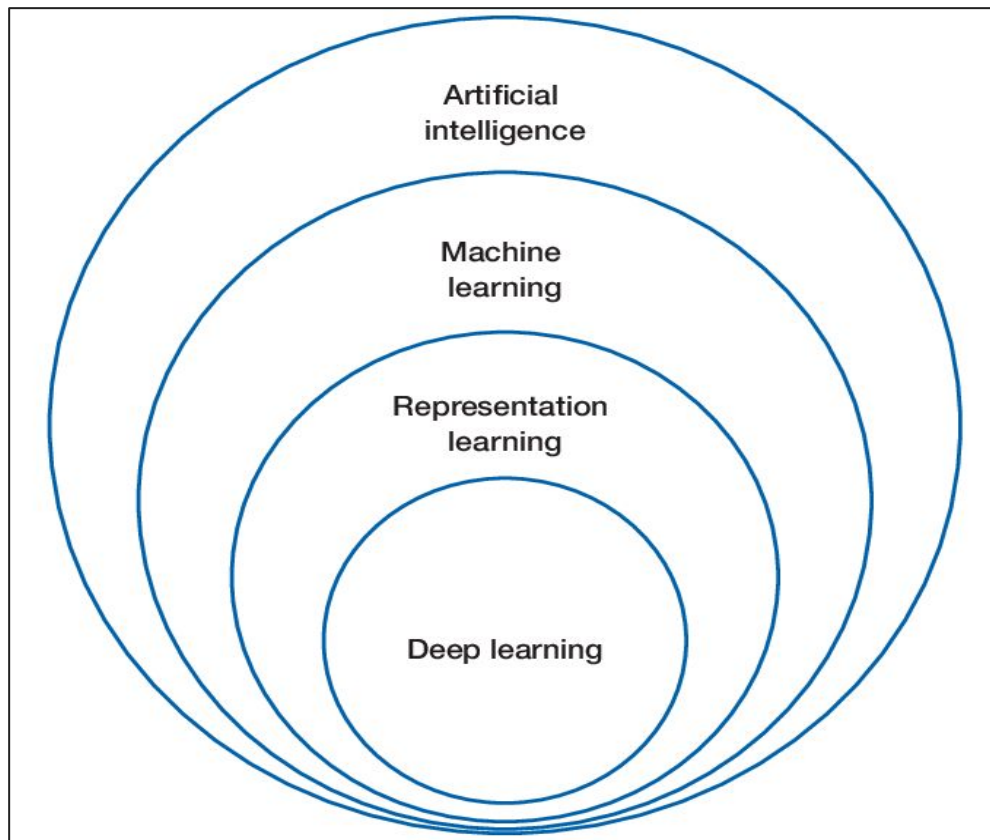 Artificial
intelligence
Machine
learning
Representation
learning
Deep learning